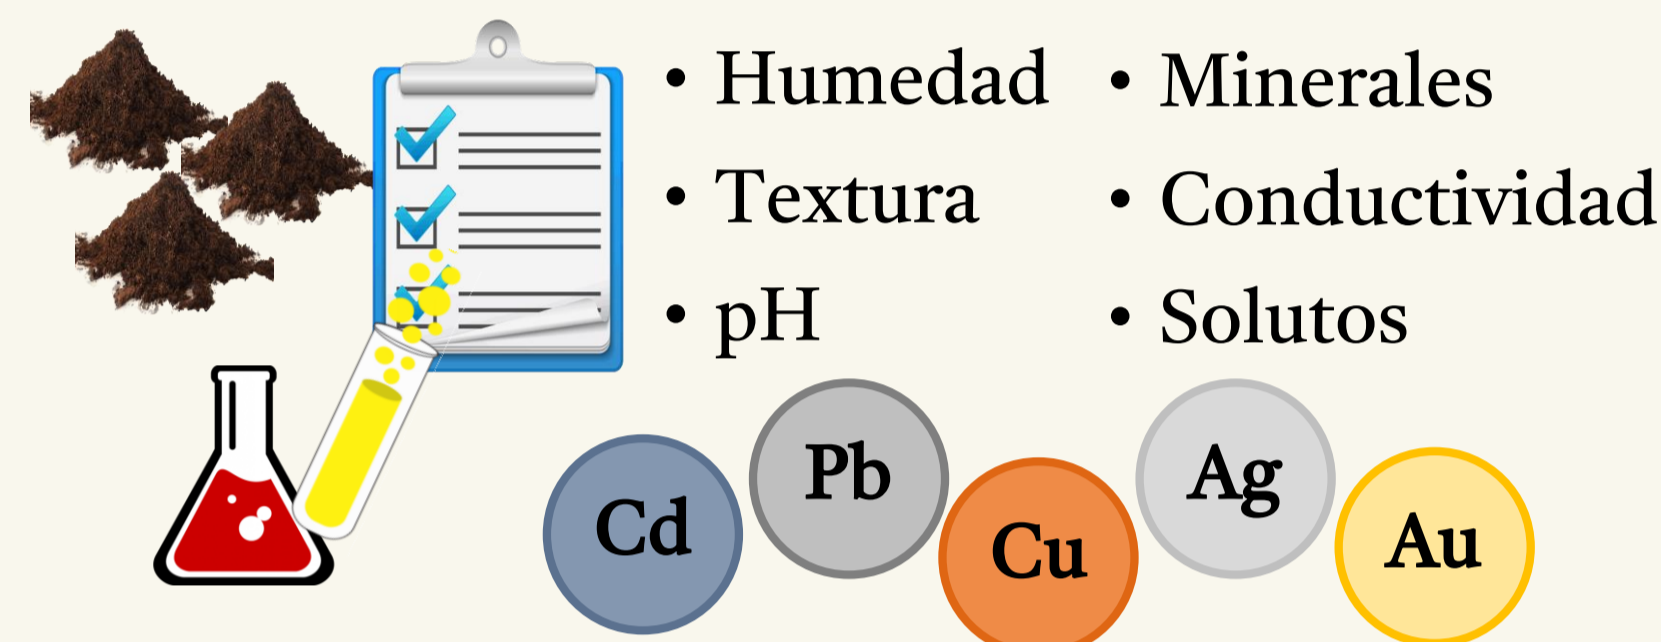 • Humedad
• Textura
• pH
• Minerales
• Conductividad
• Solutos
Cd
Pb
Cu
Ag
Au